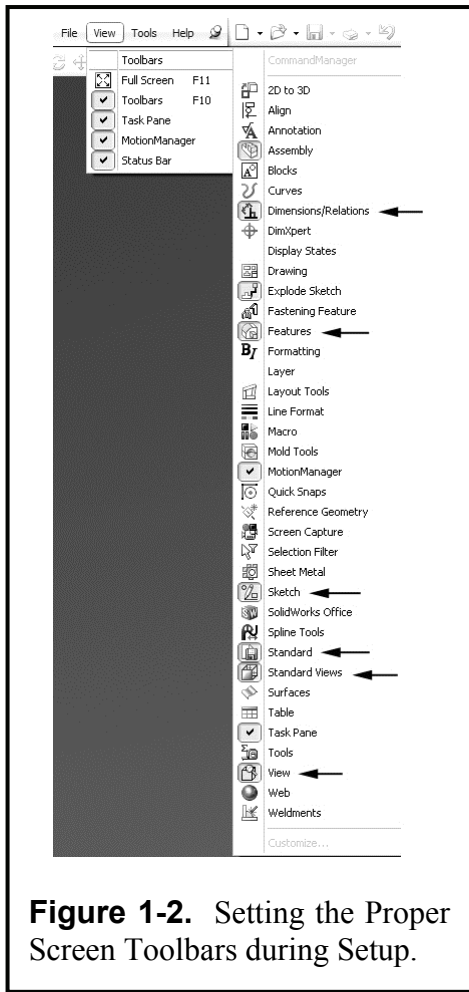 File View Tools Help
Toolbars
Full Screen F11
Toolbars F10
Task Pane
MotionManager
Status Bar
CommandManager
2D to 3D
Align
Annotation
Assembly
Blocks
Curves
Dimensions/Relations
DimXpert
Display States
Drawing
Explode Sketch
Fastening Feature
Features
Formatting
Layer
Layout Tools
Line Format
Macro
Mold Tools
MotionManager
Quick Snaps
Reference Geometry
Screen Capture
Selection Filter
Sheet Metal
Sketch
SolidWorks Office
Spline Tools
Standard
Standard Views
Surfaces
Table
Task Pane
Tools
View
Web
Weldments
Customize...
Figure 1-2. Setting the Proper
Screen Toolbars during Setup.